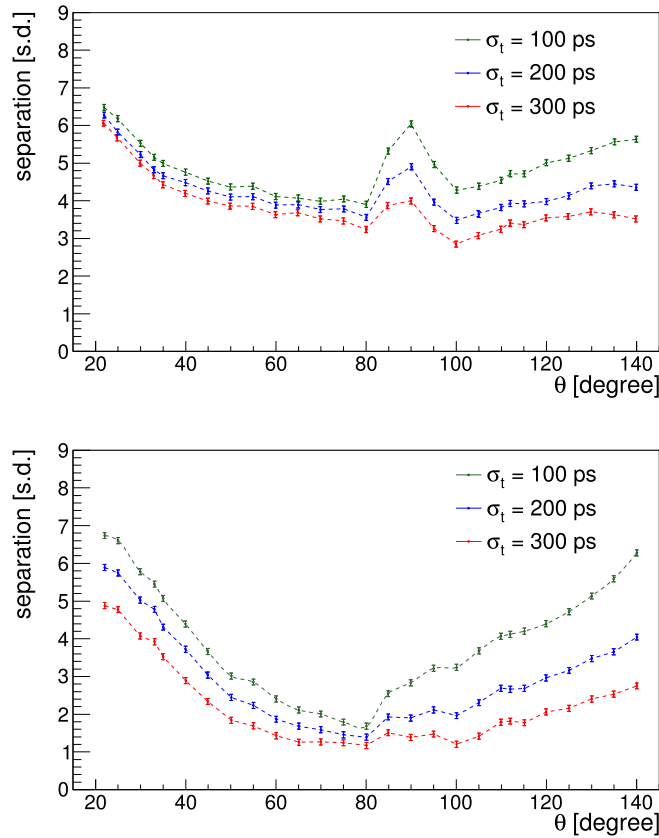 separation [s.d.]
9
8
7
6
5
4
3
2
1
0
σt = 100 ps
σt = 200 ps
σt = 300 ps
20 40 60 80 100 120 140
θ [degree]
separation [s.d.]
9
8
7
6
5
4
3
2
1
0
σt = 100 ps
σt = 200 ps
σt = 300 ps
20 40 60 80 100 120 140
θ [degree]